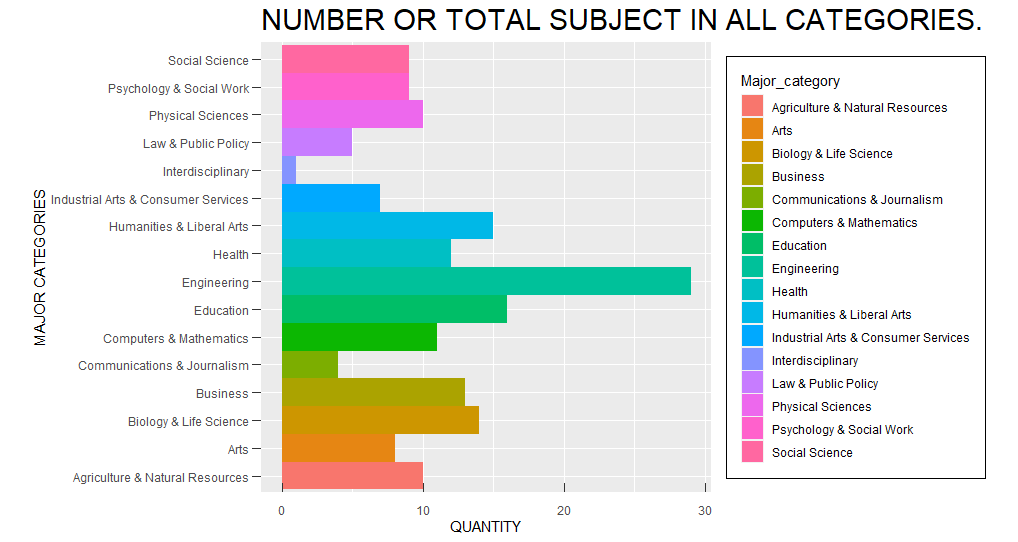 NUMBER OR TOTAL SUBJECT IN ALL CATEGORIES.
MAJOR CATEGORIES
Social Science
Psychology & Social Work
Physical Sciences
Law & Public Policy
Interdisciplinary
Industrial Arts & Consumer Services
Humanities & Liberal Arts
Health
Engineering
Education
Computers & Mathematics
Communications & Journalism
Business
Biology & Life Science
Arts
Agriculture & Natural Resources
0 10 20 30
QUANTITY
Major_category
Agriculture & Natural Resources
Arts
Biology & Life Science
Business
Communications & Journalism
Computers & Mathematics
Education
Engineering
Health
Humanities & Liberal Arts
Industrial Arts & Consumer Services
Interdisciplinary
Law & Public Policy
Physical Sciences
Psychology & Social Work
Social Science